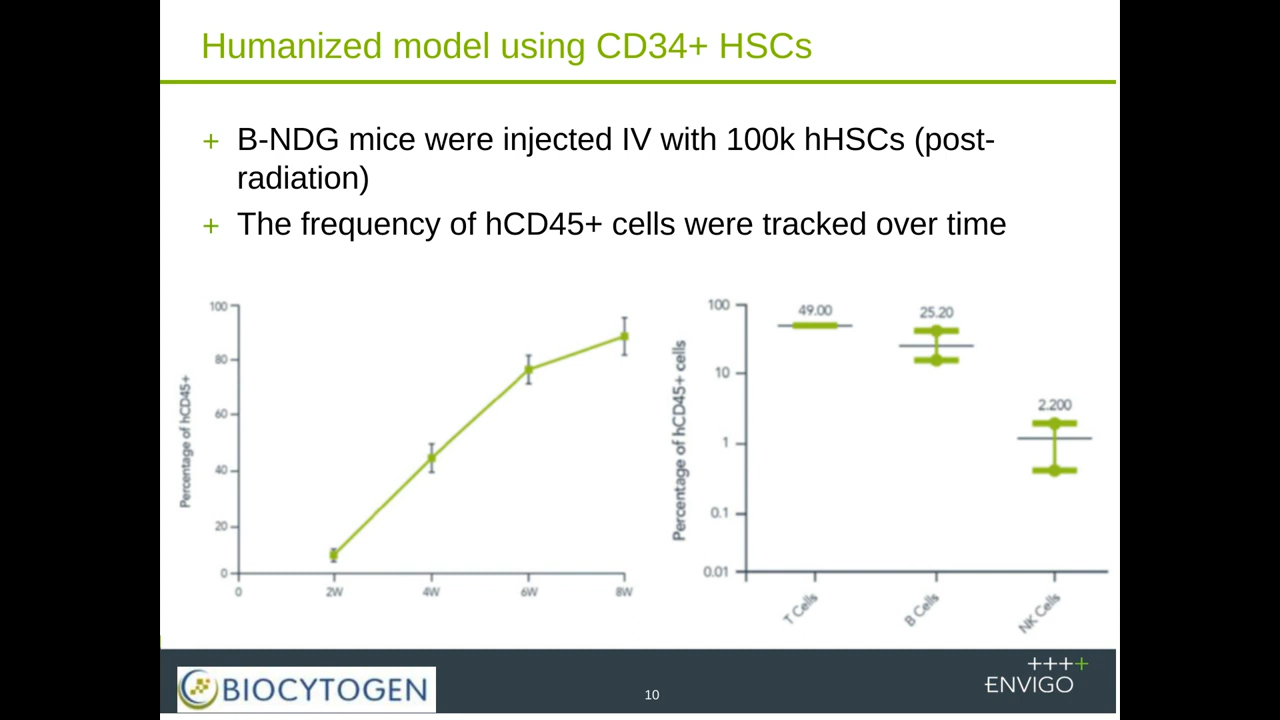 Humanized model using CD34+ HSCs
+ B-NDG mice were injected IV with 100k hHSCs (post-
radiation)
+ The frequency of hCD45+ cells were tracked over time
Percentage of hCD45+
100
80
60
40
20
0
0 2W 4W 6W 8W
Percentage of hCD45+ cells
100
10
1
0.1
0.01
49.00
25.20
2.200
T Cells
B Cells
NK Cells
BIOCYTOGEN
10
++++
ENVIGO